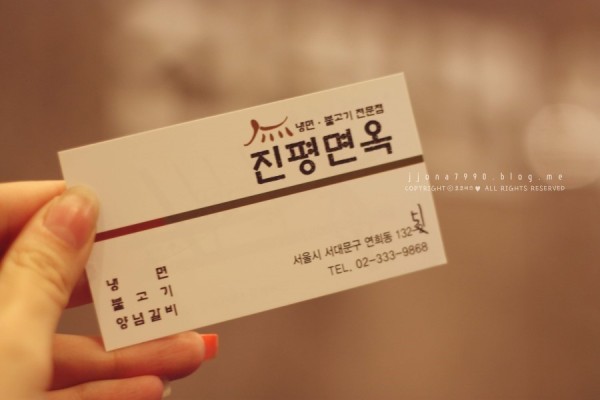 냉면 · 불고기 전문점
진평면옥
jjona7990.blog.me
ALL RIGHTS RESERVED
서울시 서대문구 연희동 132-
TEL. 02-333-9868
냉 면
불 고 기
양념갈비